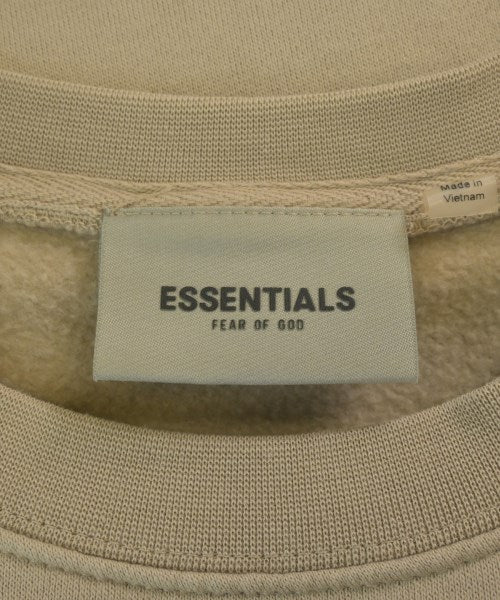 Made in
Vietnam
ESSENTIALS
FEAR OF GOD